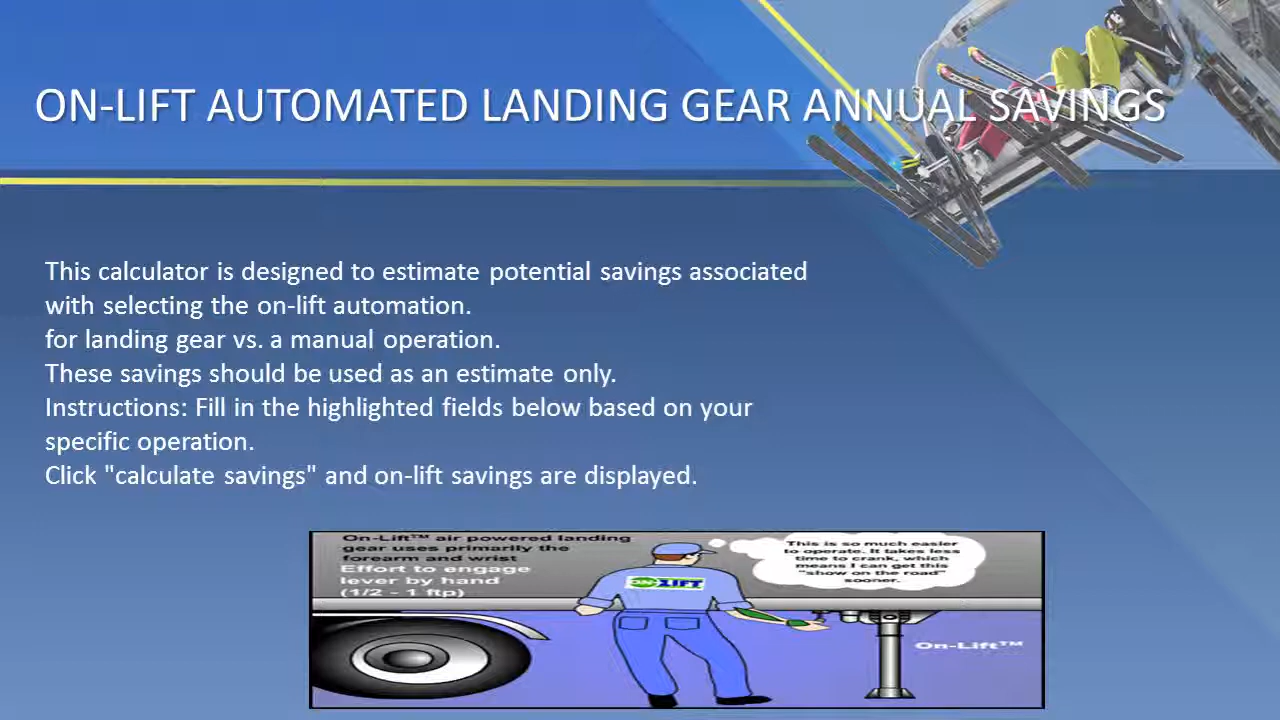 ON-LIFT AUTOMATED LANDING GEAR ANNUAL SAVINGS
This calculator is designed to estimate potential savings associated
with selecting the on-lift automation.
for landing gear vs. a manual operation.
These savings should be used as an estimate only.
Instructions: Fill in the highlighted fields below based on your
specific operation.
Click "calculate savings" and on-lift savings are displayed.
On-Lift™ air powered landing
gear uses primarily the
forearm and wrist
Effort to engage
lever by hand
(1/2 - 1 ftp)
This is so much easier
to operate. It takes less
time to crank, which
means I can get this
"show on the road"
sooner.
ON-LIFT
On-Lift™